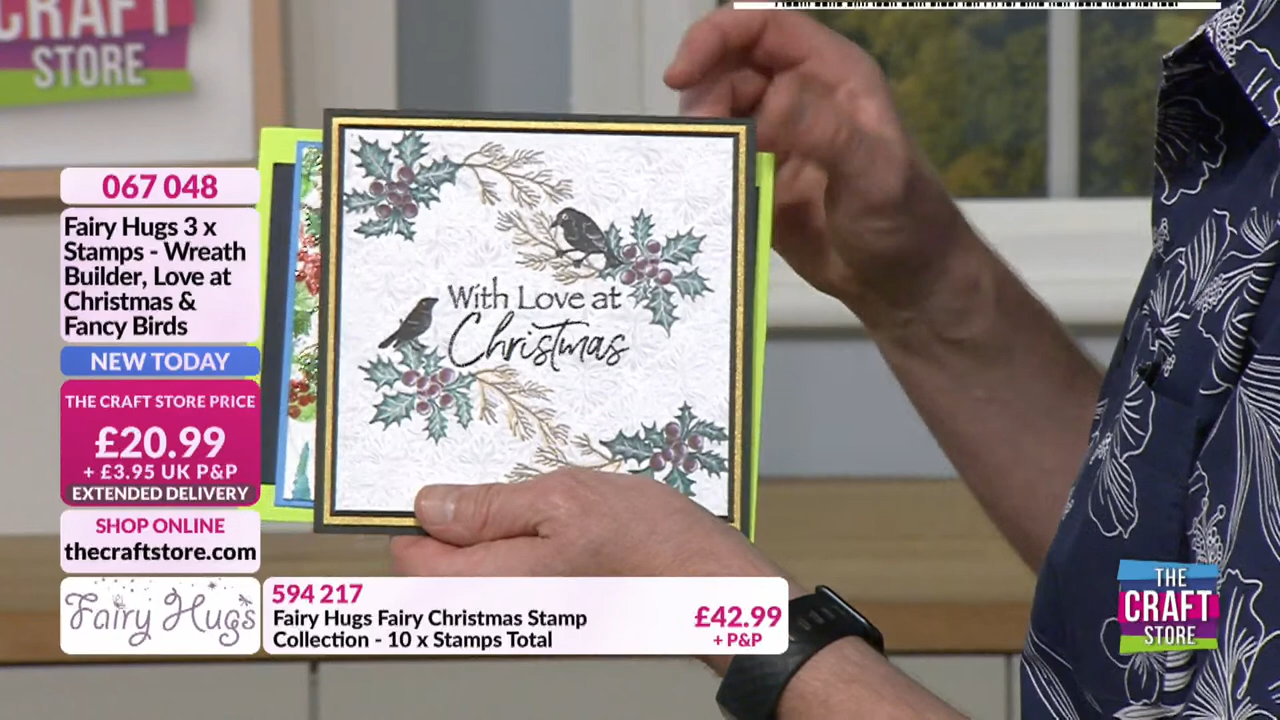 CRAFT
STORE
067 048
Fairy Hugs 3 x
Stamps - Wreath
Builder, Love at
Christmas &
Fancy Birds
NEW TODAY
THE CRAFT STORE PRICE
£20.99
+ £3.95 UK P&P
EXTENDED DELIVERY
SHOP ONLINE
thecraftstore.com
With Love at
Christmas
Fairy Hugs
594 217
Fairy Hugs Fairy Christmas Stamp
Collection - 10 x Stamps Total
£42.99
+ P&P
THE
CRAFT
STORE